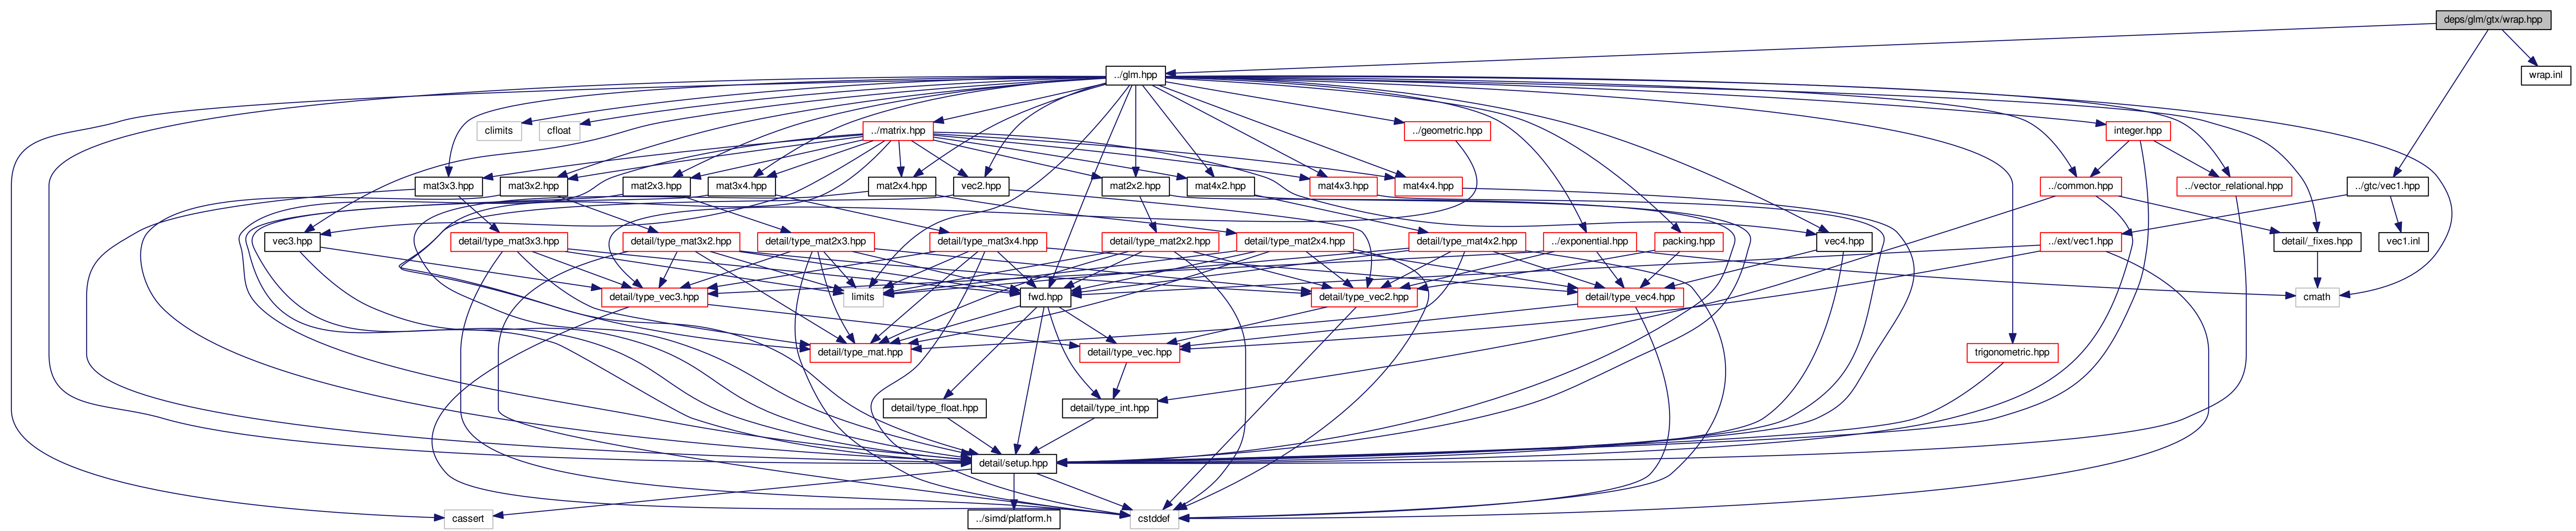 deps/glm/gtx/wrap.hpp
../glm.hpp
wrap.inl
climits
cfloat
../matrix.hpp
../geometric.hpp
integer.hpp
mat3x3.hpp
mat3x2.hpp
mat2x3.hpp
mat3x4.hpp
mat2x4.hpp
vec2.hpp
mat2x2.hpp
mat4x2.hpp
mat4x3.hpp
mat4x4.hpp
../common.hpp
../vector_relational.hpp
../gtc/vec1.hpp
vec3.hpp
detail/type_mat3x3.hpp
detail/type_mat3x2.hpp
detail/type_mat2x3.hpp
detail/type_mat3x4.hpp
detail/type_mat2x2.hpp
detail/type_mat2x4.hpp
detail/type_mat4x2.hpp
../exponential.hpp
packing.hpp
vec4.hpp
../ext/vec1.hpp
detail/_fixes.hpp
vec1.inl
detail/type_vec3.hpp
limits
fwd.hpp
detail/type_vec2.hpp
detail/type_vec4.hpp
cmath
detail/type_mat.hpp
detail/type_vec.hpp
trigonometric.hpp
detail/type_float.hpp
detail/type_int.hpp
detail/setup.hpp
cassert
../simd/platform.h
cstddef